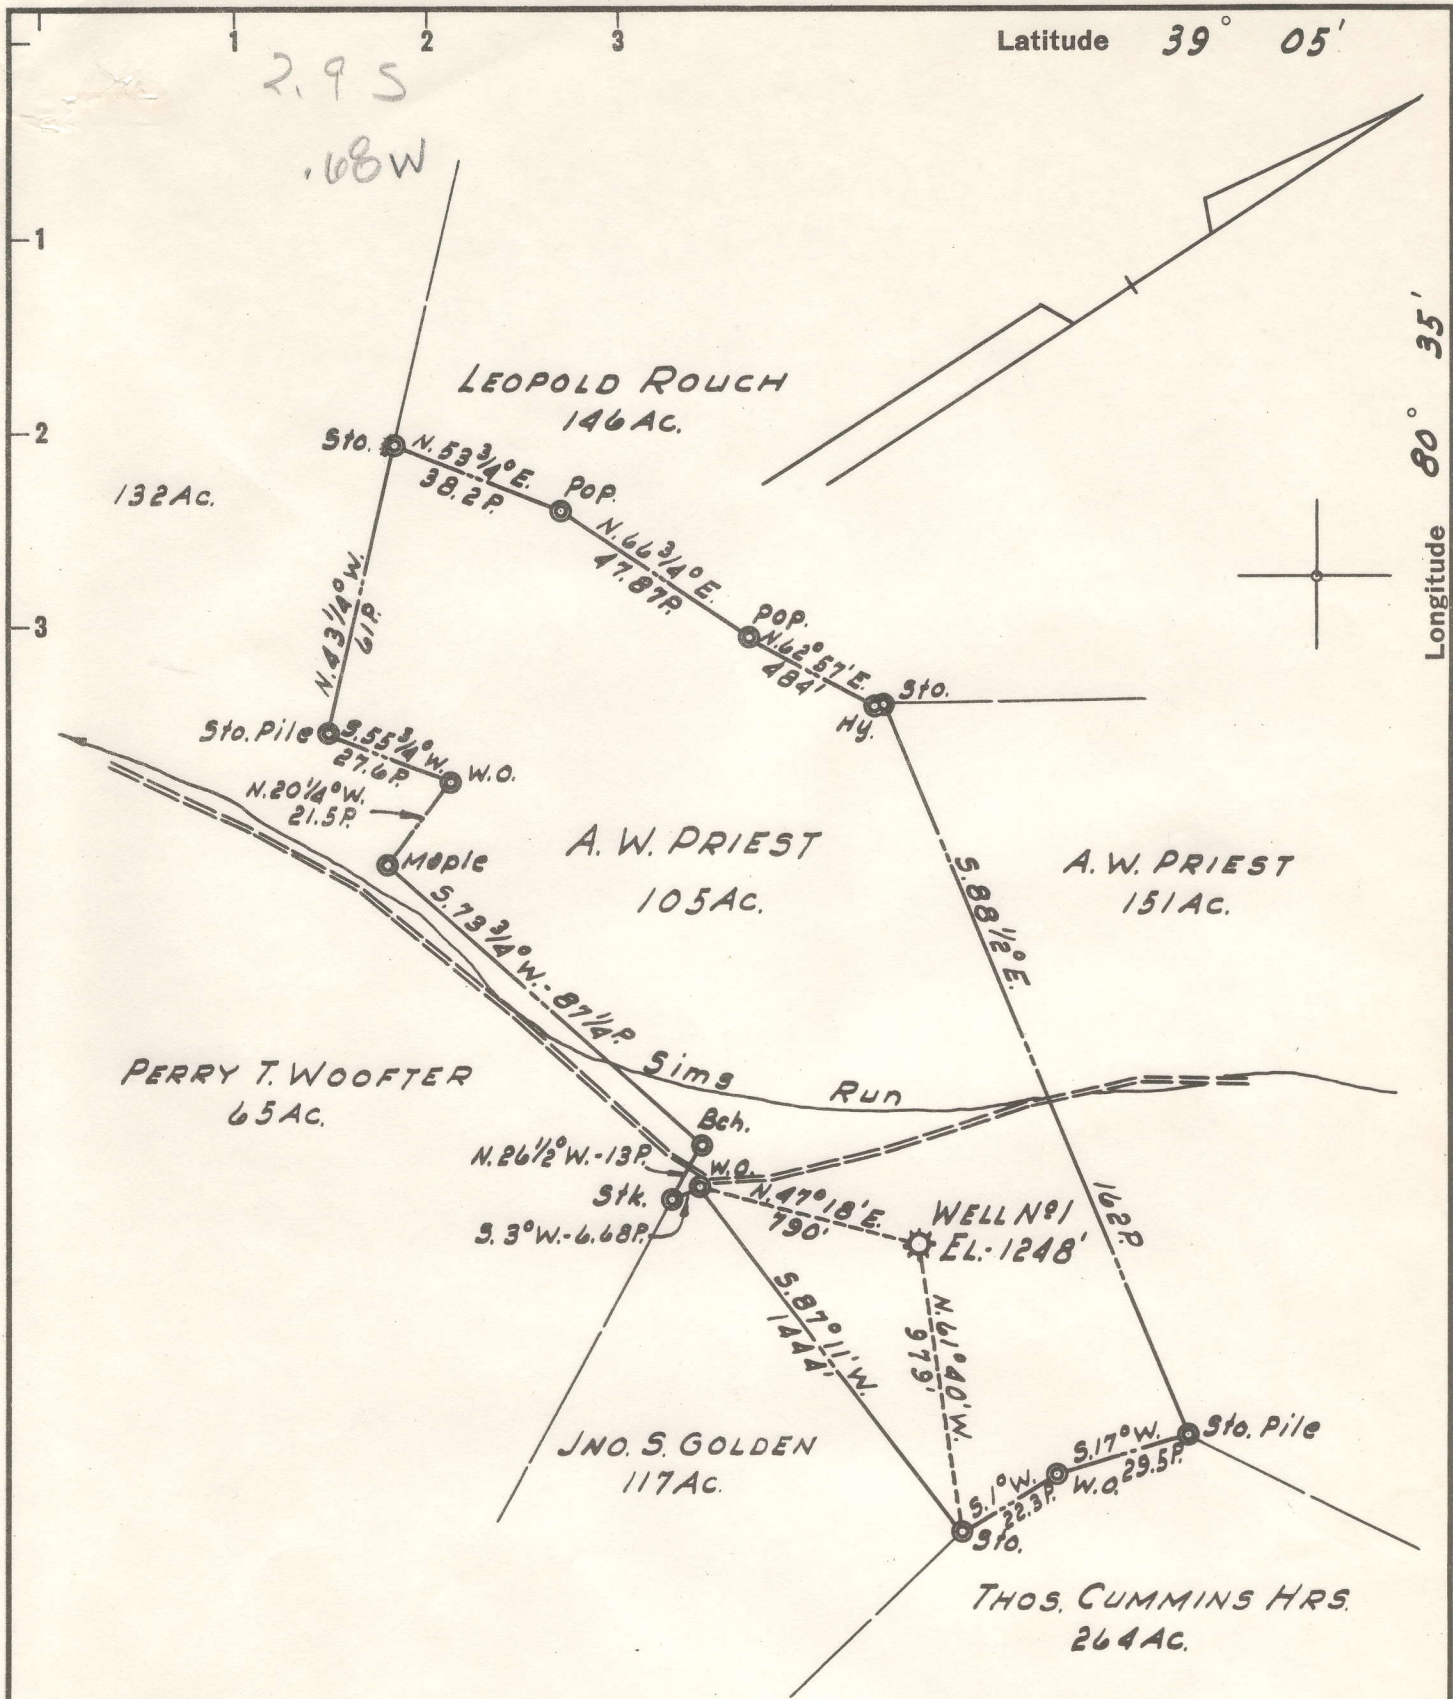 1 2 3
Latitude 39° 05'
2.9 S
.68W
1
2
3
Longitude 80° 35'
LEOPOLD ROUCH
146 AC.
Sto.
N.53 3/4° E.
38.2 P.
Pop.
132 Ac.
N.66 3/4° E.
47.87 P.
Pop.
N.62° 57' E.
484'
Sto.
Hy.
N.43 1/4° W.
61 P.
Sto. Pile
S.55 3/4° W.
27.6 P.
W.O.
N.20 1/4° W.
21.5 P.
Maple
A. W. PRIEST
105 AC.
A. W. PRIEST
151 AC.
S.88 1/2° E.
162 P.
S.73 3/4° W. - 87 1/4 P.
PERRY T. WOOFTER
65 AC.
Sims Run
Bch.
N.26 1/2° W.-13 P.
W.O.
Stk.
S.3° W.-6.68 P.
N.47° 18' E.
790'
WELL No 1
EL.-1248'
S.87° 11' W.
1444'
N.61° 40' W.
979'
JNO. S. GOLDEN
117 AC.
S.1° W.
22.3 P.
W.O.
S.17° W.
29.5 P.
Sto. Pile
Sto.
THOS. CUMMINS HRS.
264 AC.